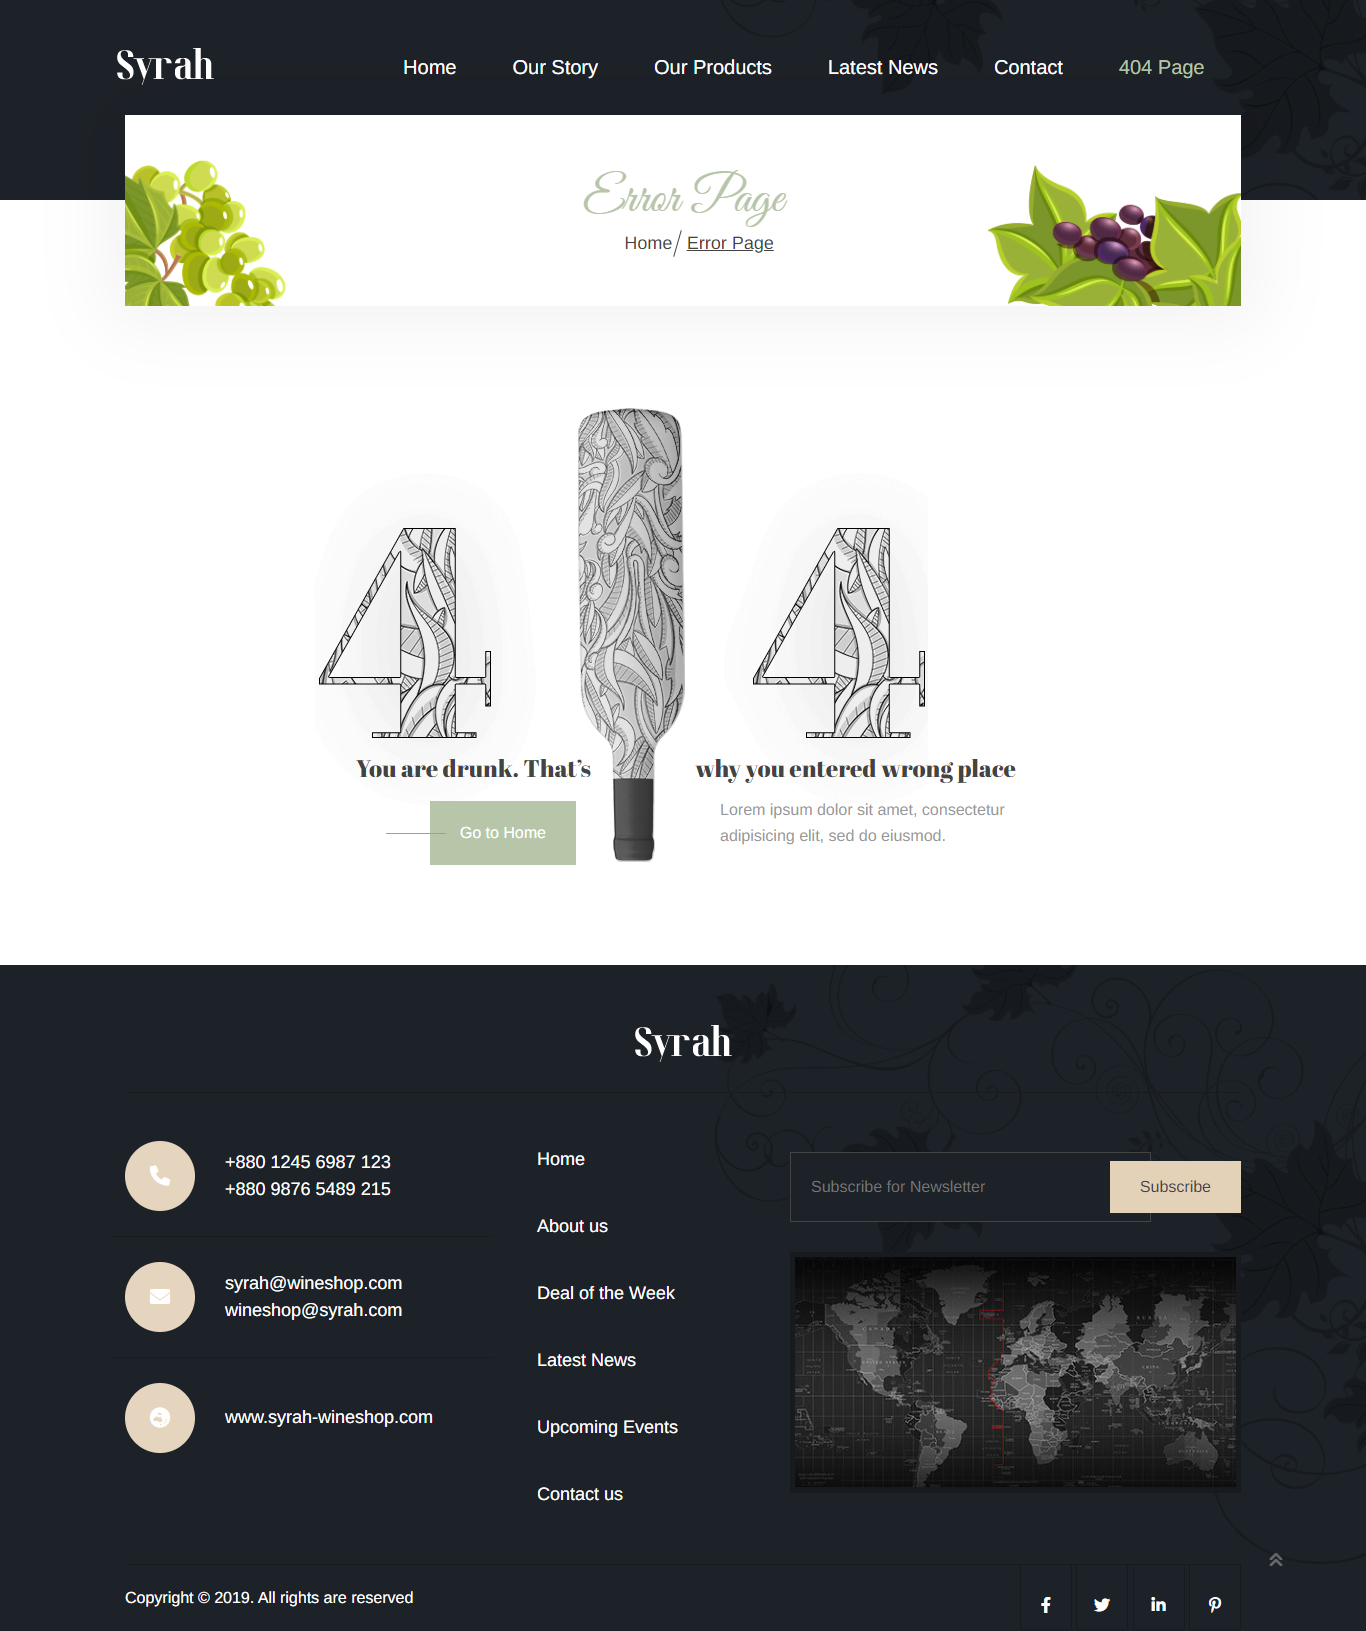 Syrah
Home
Our Story
Our Products
Latest News
Contact
404 Page
Error Page
Home/ Error Page
4 4
You are drunk. That's
why you entered wrong place
Go to Home
Lorem ipsum dolor sit amet, consectetur
adipisicing elit, sed do eiusmod.
Syrah
+880 1245 6987 123
+880 9876 5489 215
syrah@wineshop.com
wineshop@syrah.com
www.syrah-wineshop.com
Home
About us
Deal of the Week
Latest News
Upcoming Events
Contact us
Subscribe for Newsletter
Subscribe
Copyright © 2019. All rights are reserved